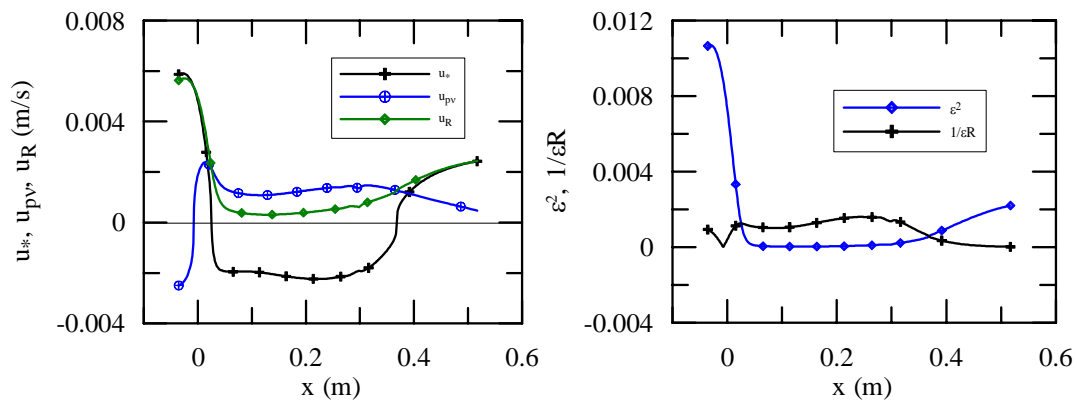 0.008
0.004
0
-0.004
0 0.2 0.4 0.6
x (m)
u*, upv, uR (m/s)
u*
upv
uR
0.012
0.008
0.004
0
-0.004
0 0.2 0.4 0.6
x (m)
ε², 1/εR
ε²
1/εR